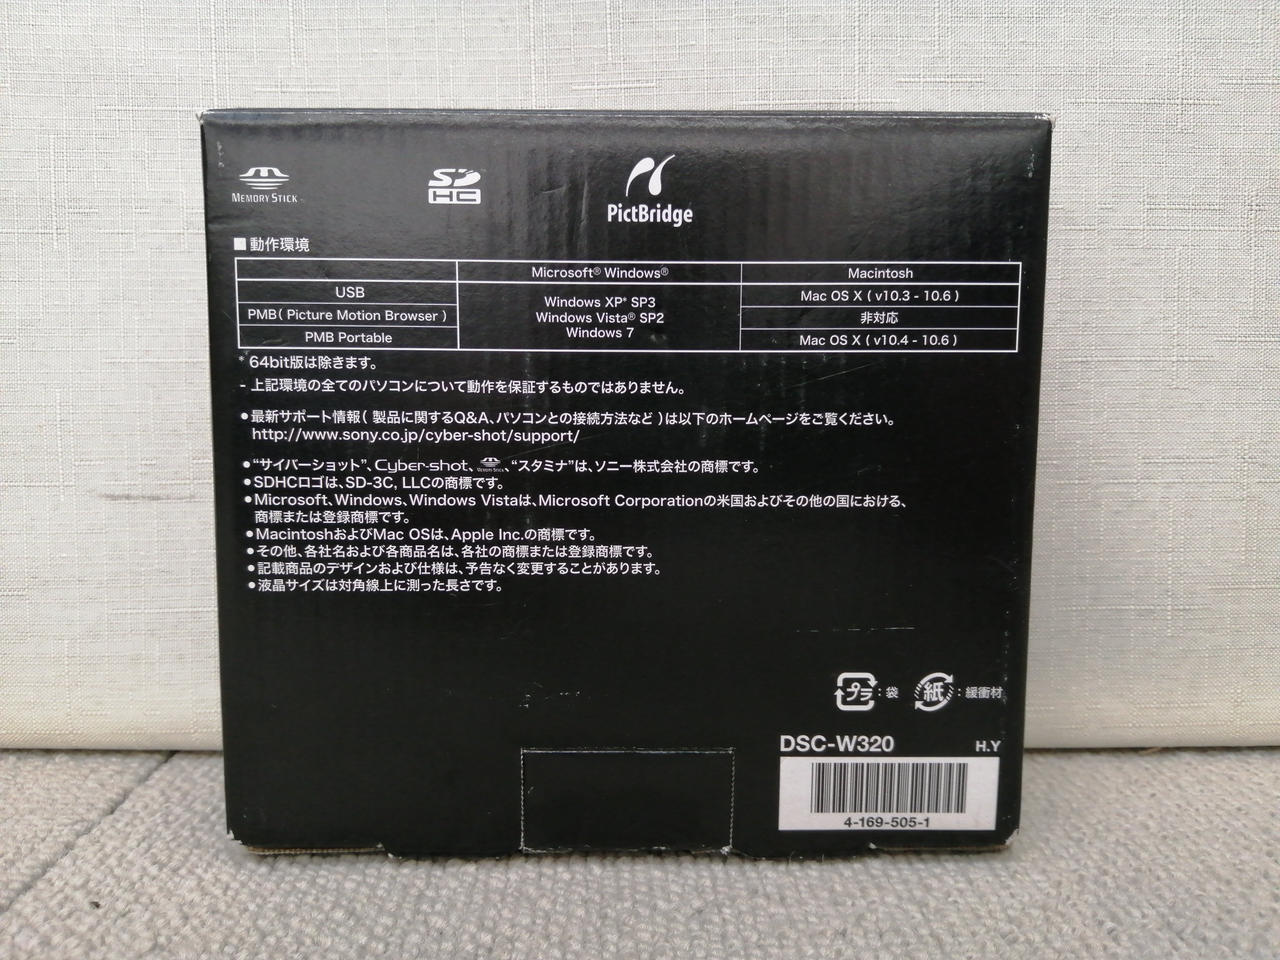 MEMORY STICK
SD HC
PictBridge
■ 動作環境
Microsoft® Windows® Macintosh
USB
PMB( Picture Motion Browser )
PMB Portable
Windows XP* SP3
Windows Vista® SP2
Windows 7
Mac OS X ( v10.3 - 10.6 )
非対応
Mac OS X ( v10.4 - 10.6 )
* 64bit版は除きます。
- 上記環境の全てのパソコンについて動作を保証するものではありません。
●最新サポート情報( 製品に関するQ&A、パソコンとの接続方法など )は以下のホームページをご覧ください。
http://www.sony.co.jp/cyber-shot/support/
●“サイバーショット”、Cyber-shot、MEMORY STICK、“スタミナ”は、ソニー株式会社の商標です。
●SDHCロゴは、SD-3C, LLCの商標です。
●Microsoft、Windows、Windows Vistaは、Microsoft Corporationの米国およびその他の国における、
商標または登録商標です。
●MacintoshおよびMac OSは、Apple Inc.の商標です。
●その他、各社名および各商品名は、各社の商標または登録商標です。
●記載商品のデザインおよび仕様は、予告なく変更することがあります。
●液晶サイズは対角線上に測った長さです。
プラ : 袋 紙 : 緩衝材
DSC-W320 H.Y
4-169-505-1